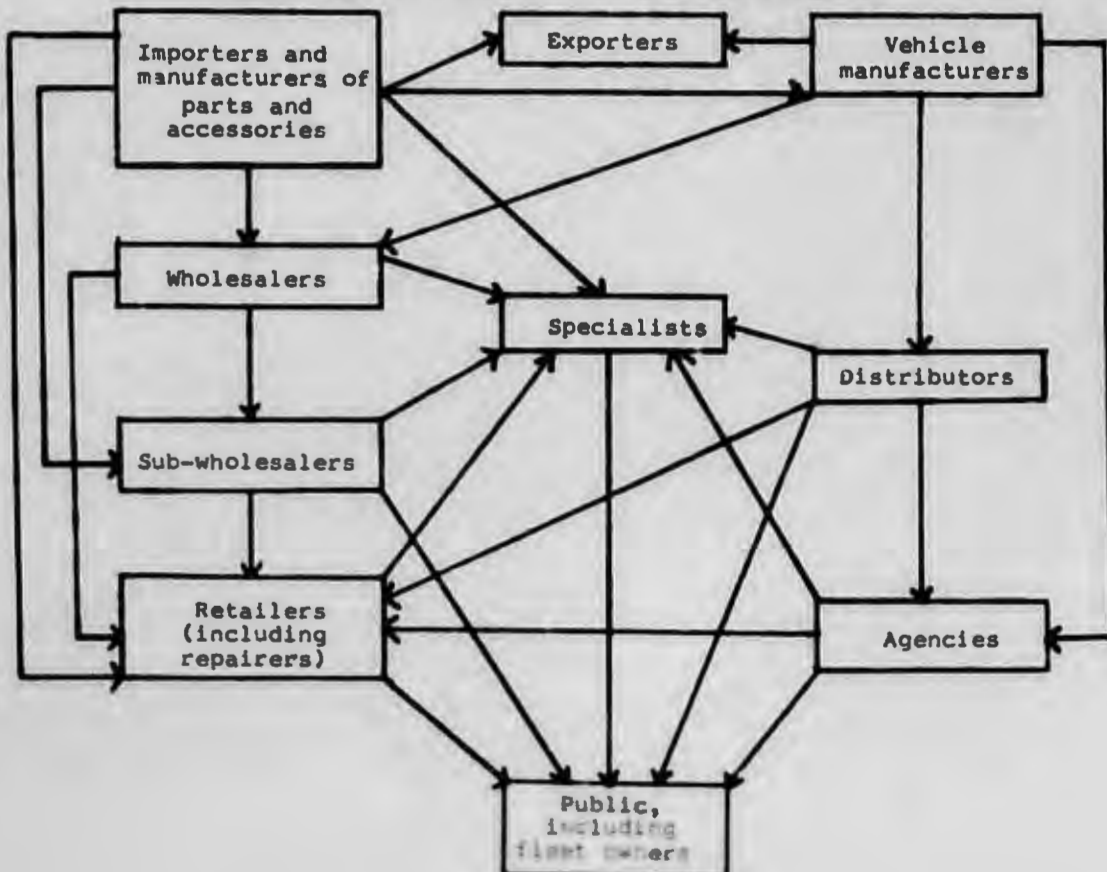 Importers and
manufacturers of
parts and
accessories
Exporters
Vehicle
manufacturers
Wholesalers
Specialists
Distributors
Sub-wholesalers
Retailers
(including
repairers)
Agencies
Public,
including
fleet owners